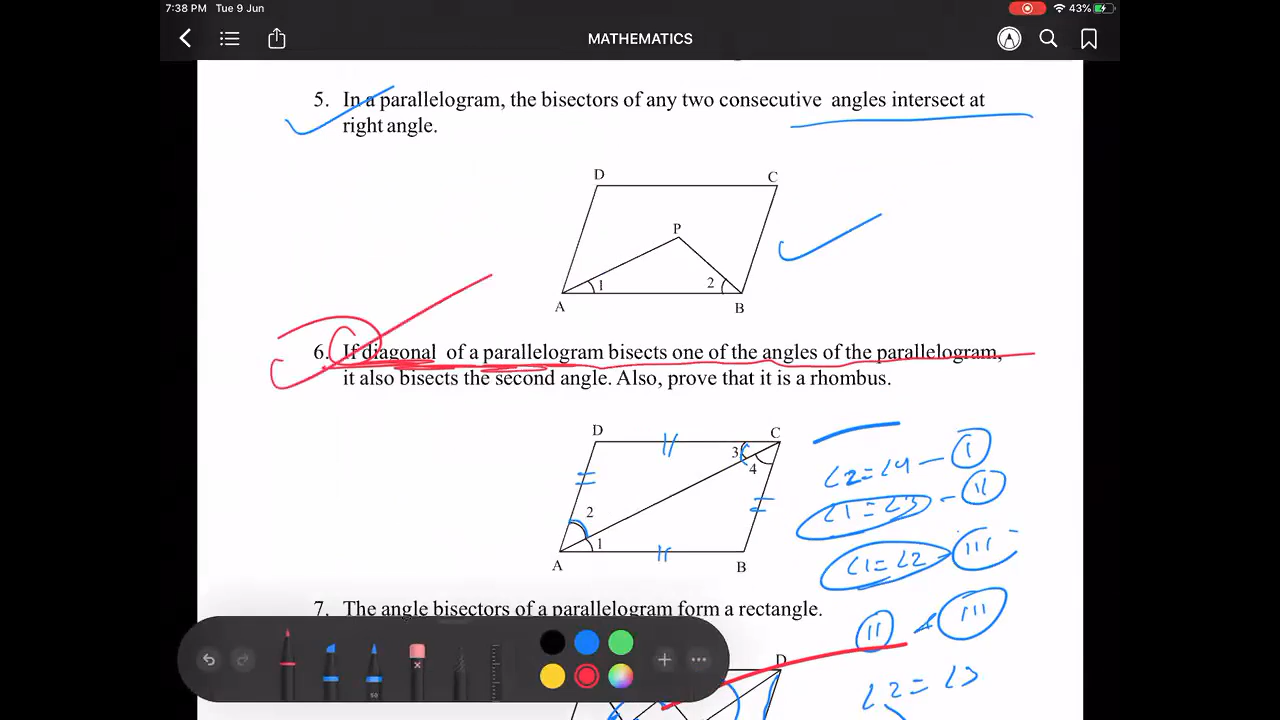 7:38 PM Tue 9 Jun
43%
MATHEMATICS
5. In a parallelogram, the bisectors of any two consecutive angles intersect at
right angle.
D C
P
1 2
A B
6. If diagonal of a parallelogram bisects one of the angles of the parallelogram,
it also bisects the second angle. Also, prove that it is a rhombus.
D C
3
4
2
1
A B
∠2=∠4 — I
∠1=∠3 — II
∠1=∠2 — III
II & III
∠2=∠3
7. The angle bisectors of a parallelogram form a rectangle.
D
50